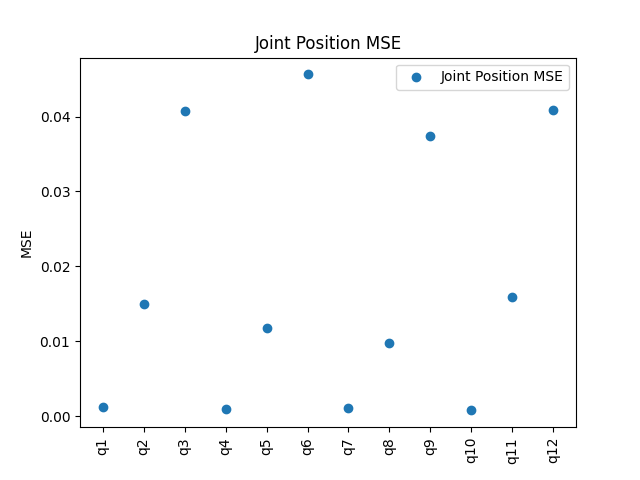 Joint Position MSE
Joint Position MSE
0.04
0.03
0.02
0.01
0.00
MSE
q1 q2 q3 q4 q5 q6 q7 q8 q9 q10 q11 q12